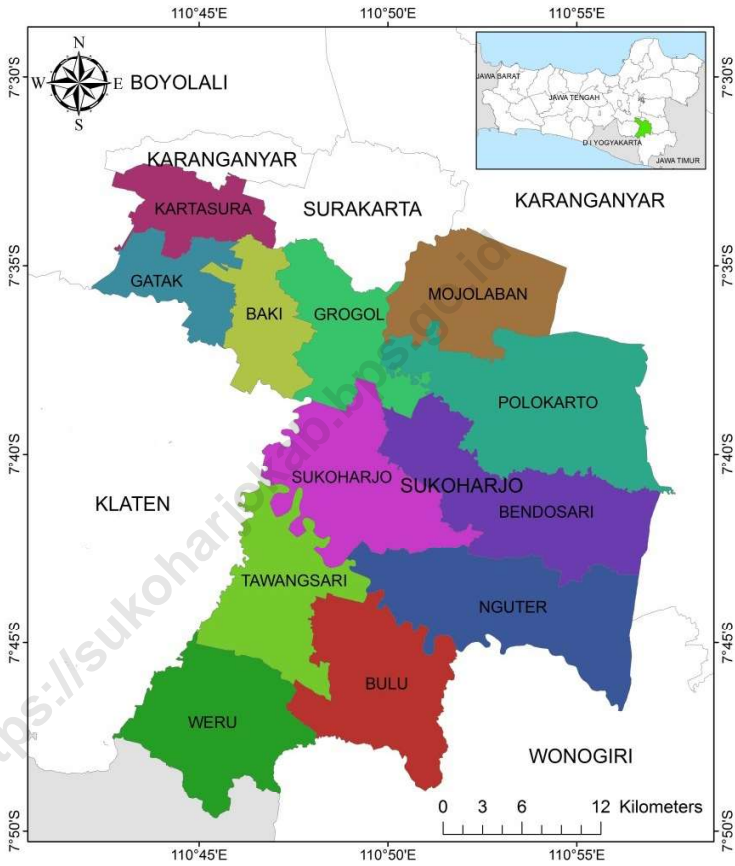 110°45'E 110°50'E 110°55'E
7°30'S
7°35'S
7°40'S
7°45'S
7°50'S
N
W E
S
BOYOLALI
JAWA BARAT
JAWA TENGAH
D I YOGYAKARTA
JAWA TIMUR
KARANGANYAR
KARTASURA
SURAKARTA
KARANGANYAR
GATAK
BAKI
GROGOL
MOJOLABAN
POLOKARTO
SUKOHARJO
SUKOHARJO
KLATEN
BENDOSARI
TAWANGSARI
NGUTER
BULU
WERU
WONOGIRI
0 3 6 12 Kilometers
7°30'S
7°35'S
7°40'S
7°45'S
7°50'S
110°45'E 110°50'E 110°55'E
tps://sukoharjokab.bps.go.id